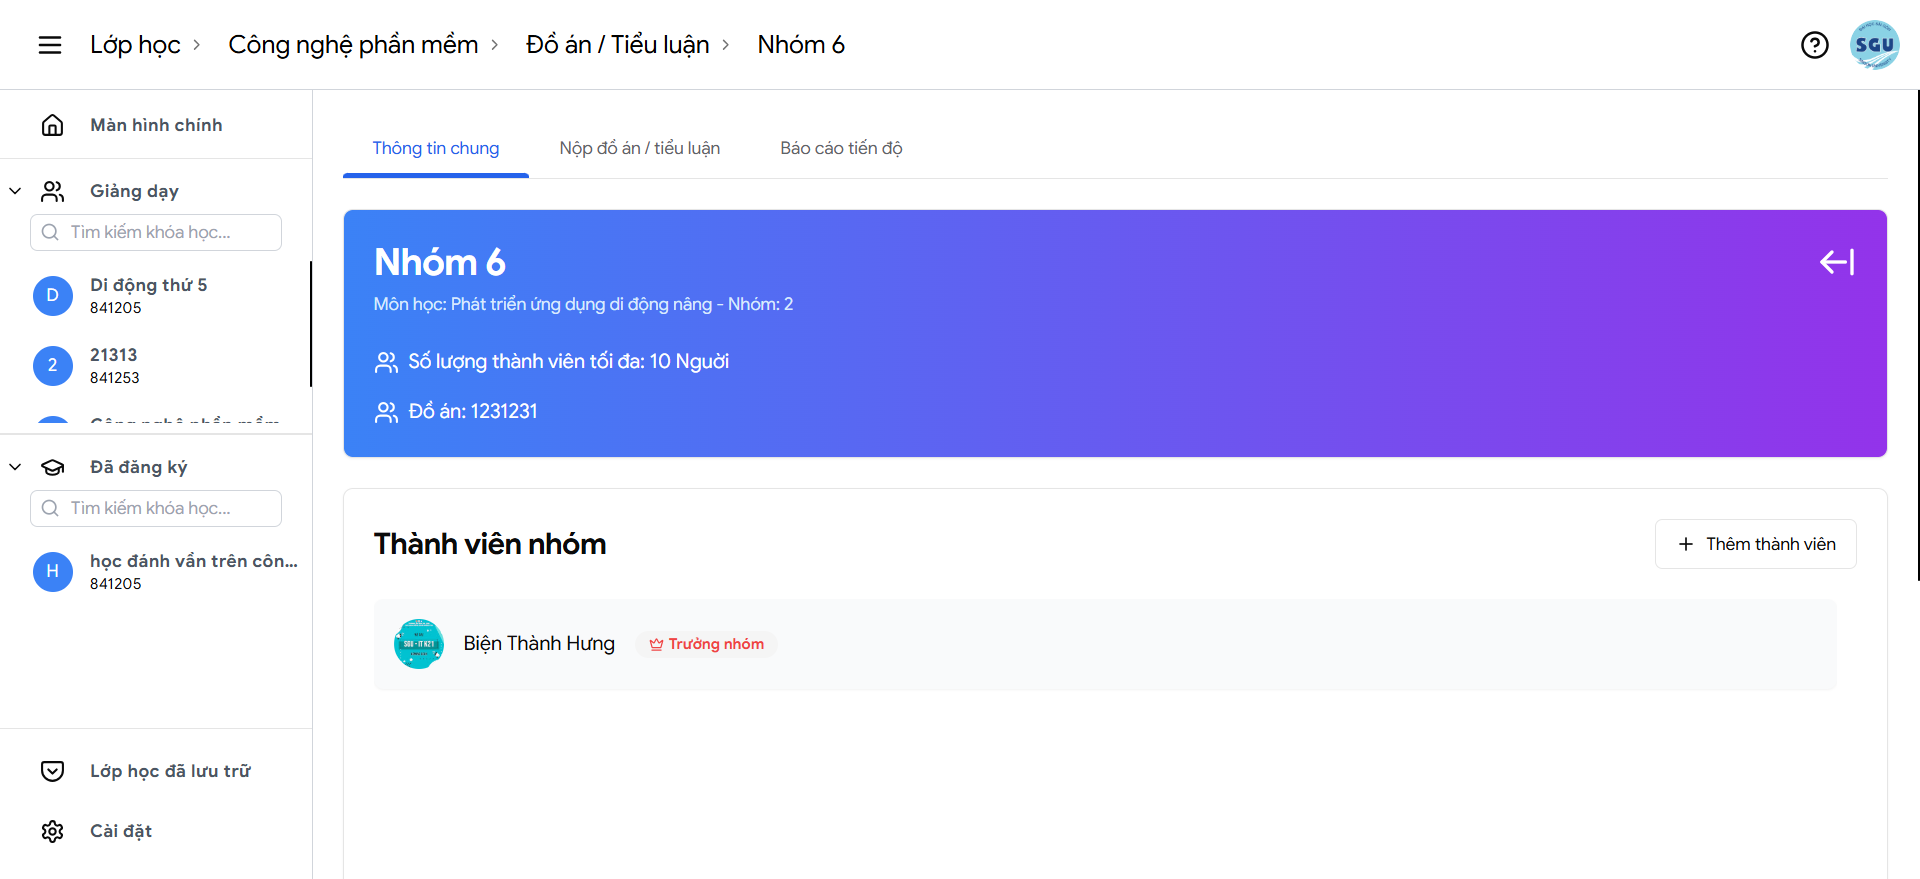 Lớp học > Công nghệ phần mềm > Đồ án / Tiểu luận > Nhóm 6
SGU
Màn hình chính
Giảng dạy
Tìm kiếm khóa học...
D
Di động thứ 5
841205
2
21313
841253
Công nghệ phần mềm
Đã đăng ký
Tìm kiếm khóa học...
H
học đánh vần trên côn...
841205
Lớp học đã lưu trữ
Cài đặt
Thông tin chung
Nộp đồ án / tiểu luận
Báo cáo tiến độ
Nhóm 6
Môn học: Phát triển ứng dụng di động nâng - Nhóm: 2
Số lượng thành viên tối đa: 10 Người
Đồ án: 1231231
Thành viên nhóm
+ Thêm thành viên
Biện Thành Hưng
Trưởng nhóm